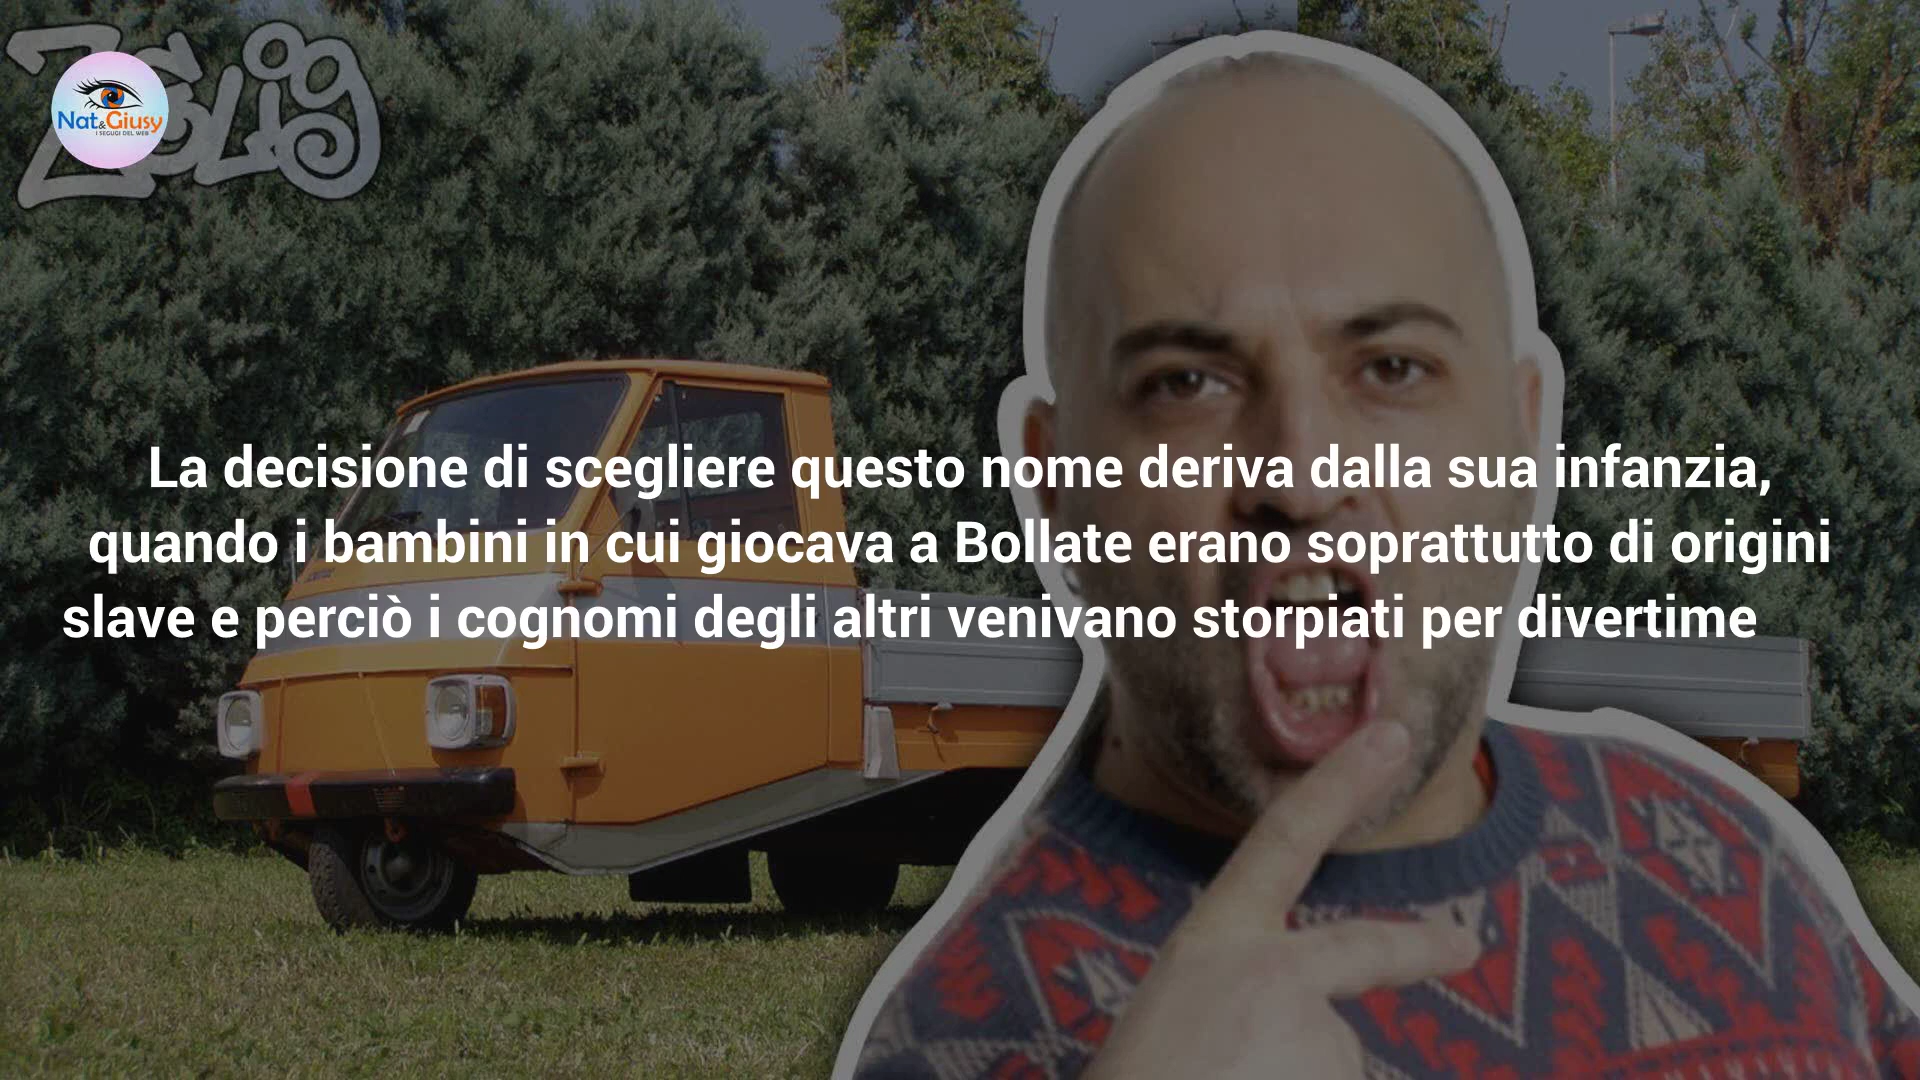 Zelig
Nat&Giusy
I SEGUGI DEL WEB
La decisione di scegliere questo nome deriva dalla sua infanzia,
quando i bambini in cui giocava a Bollate erano soprattutto di origini
slave e perciò i cognomi degli altri venivano storpiati per divertime